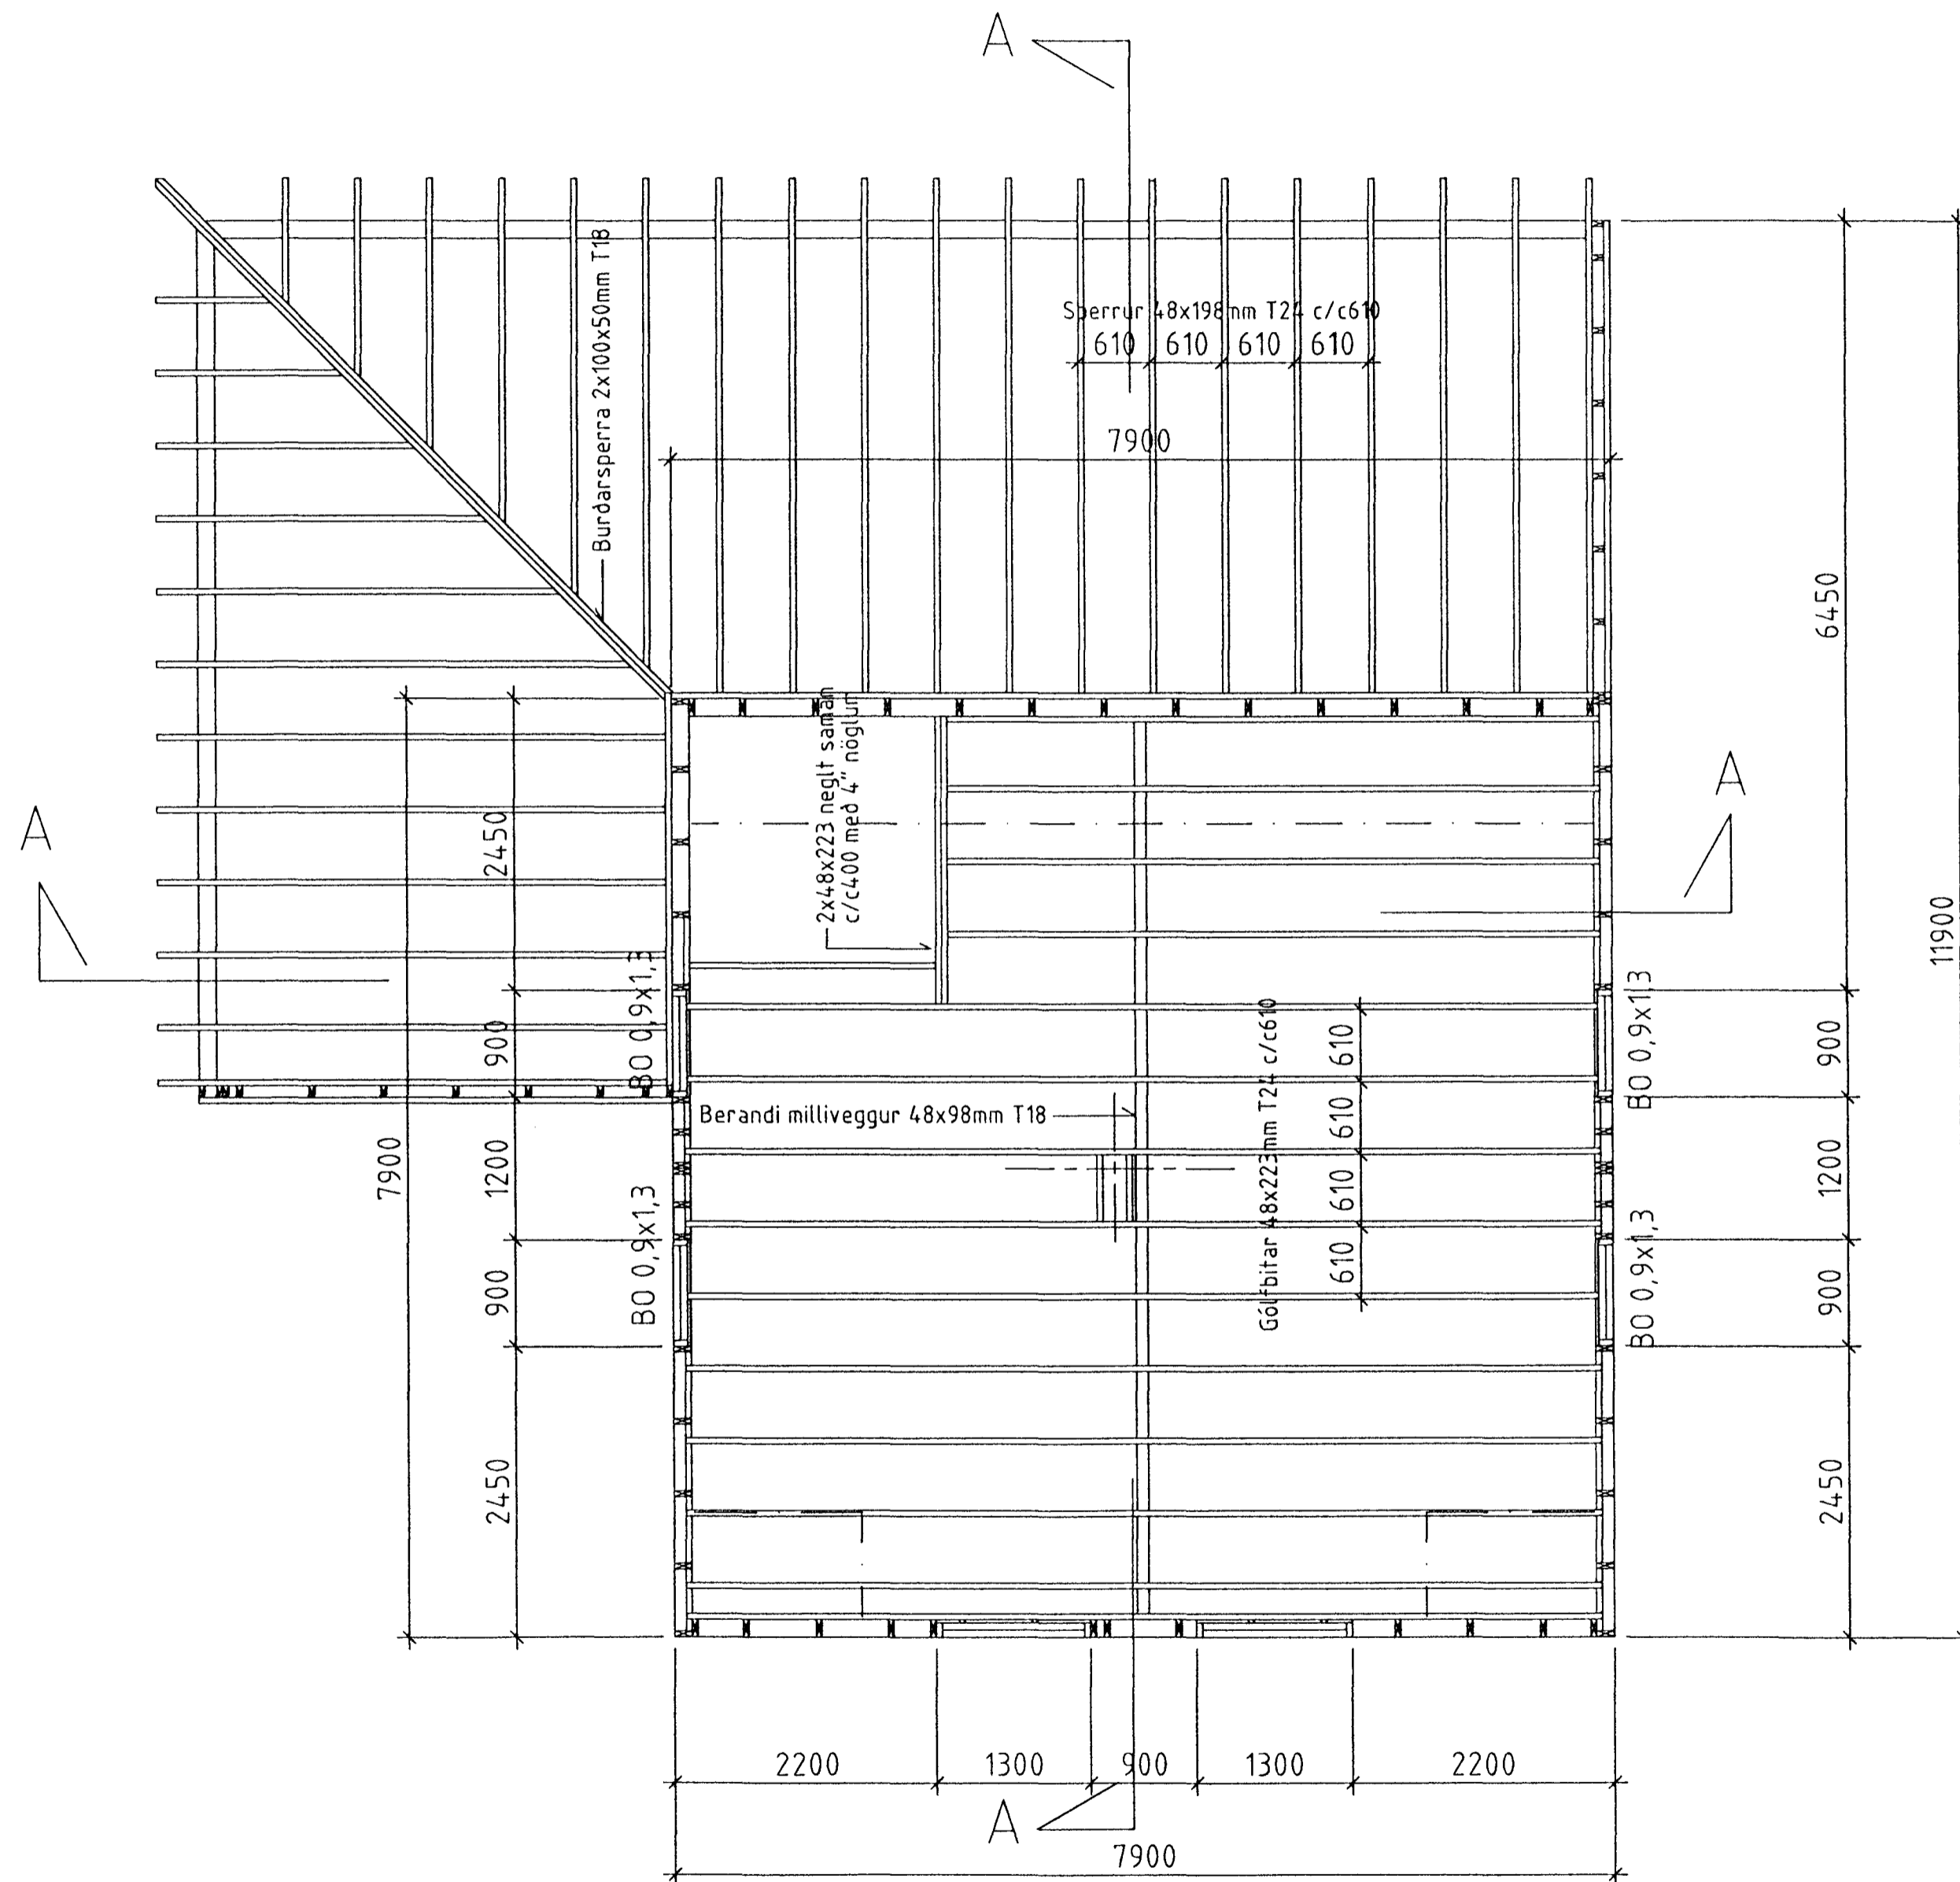 A
Burðarsperra 2x100x50mm T18
Sperrur 48x198mm T24 c/c610
610 610 610 610
7900
6450
11900
2x48x223 neglt saman
c/c400 með 4" nöglum
A
A
2450
900
BO 0,9x1,3
7900
1200
BO 0,9x1,3
900
2450
Berandi milliveggur 48x98mm T18
Gólfbitar 48x223mm T24 c/c610
610
610
610
610
BO 0,9x1,3
900
1200
BO 0,9x1,3
900
2450
2200 1300 900 1300 2200
A
7900